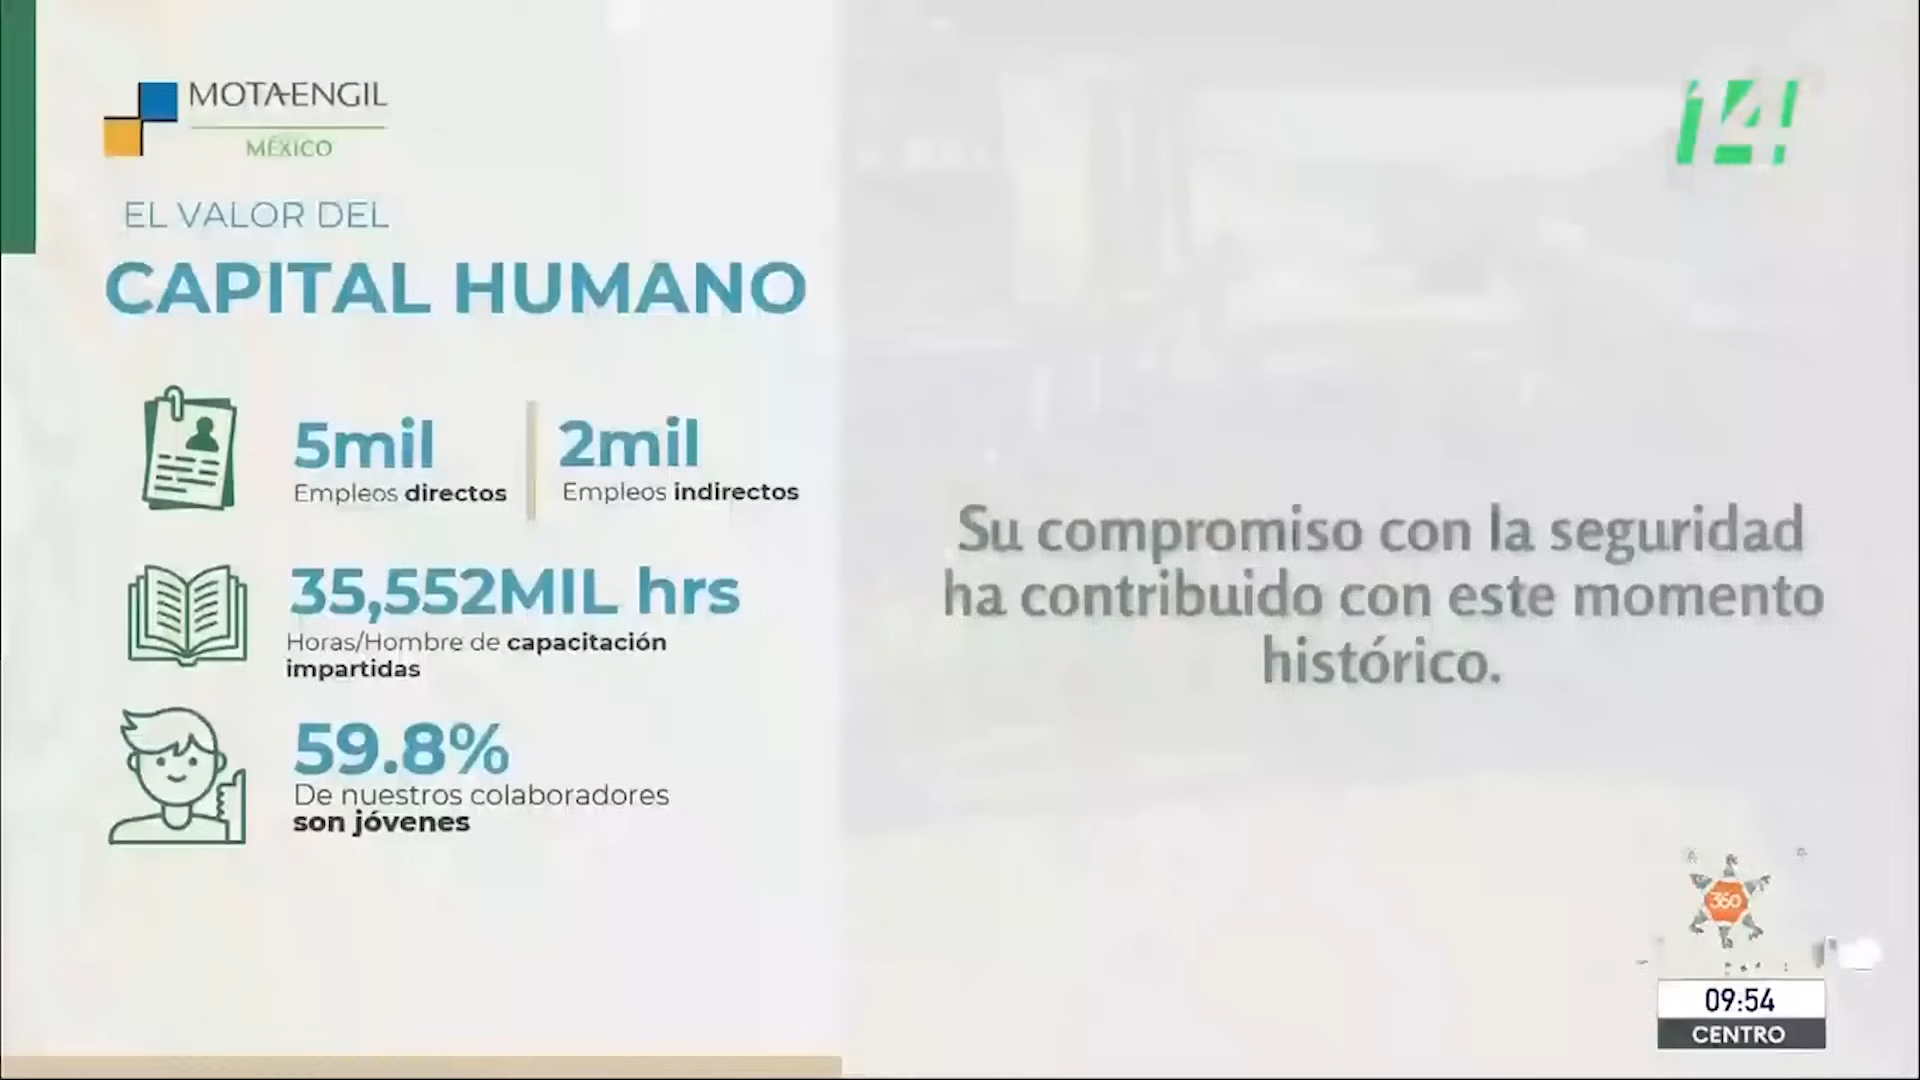 MOTA-ENGIL
MÉXICO
EL VALOR DEL
CAPITAL HUMANO
5mil
Empleos directos
2mil
Empleos indirectos
35,552MIL hrs
Horas/Hombre de capacitación
impartidas
59.8%
De nuestros colaboradores
son jóvenes
14
Su compromiso con la seguridad
ha contribuido con este momento
histórico.
360
09:54
CENTRO